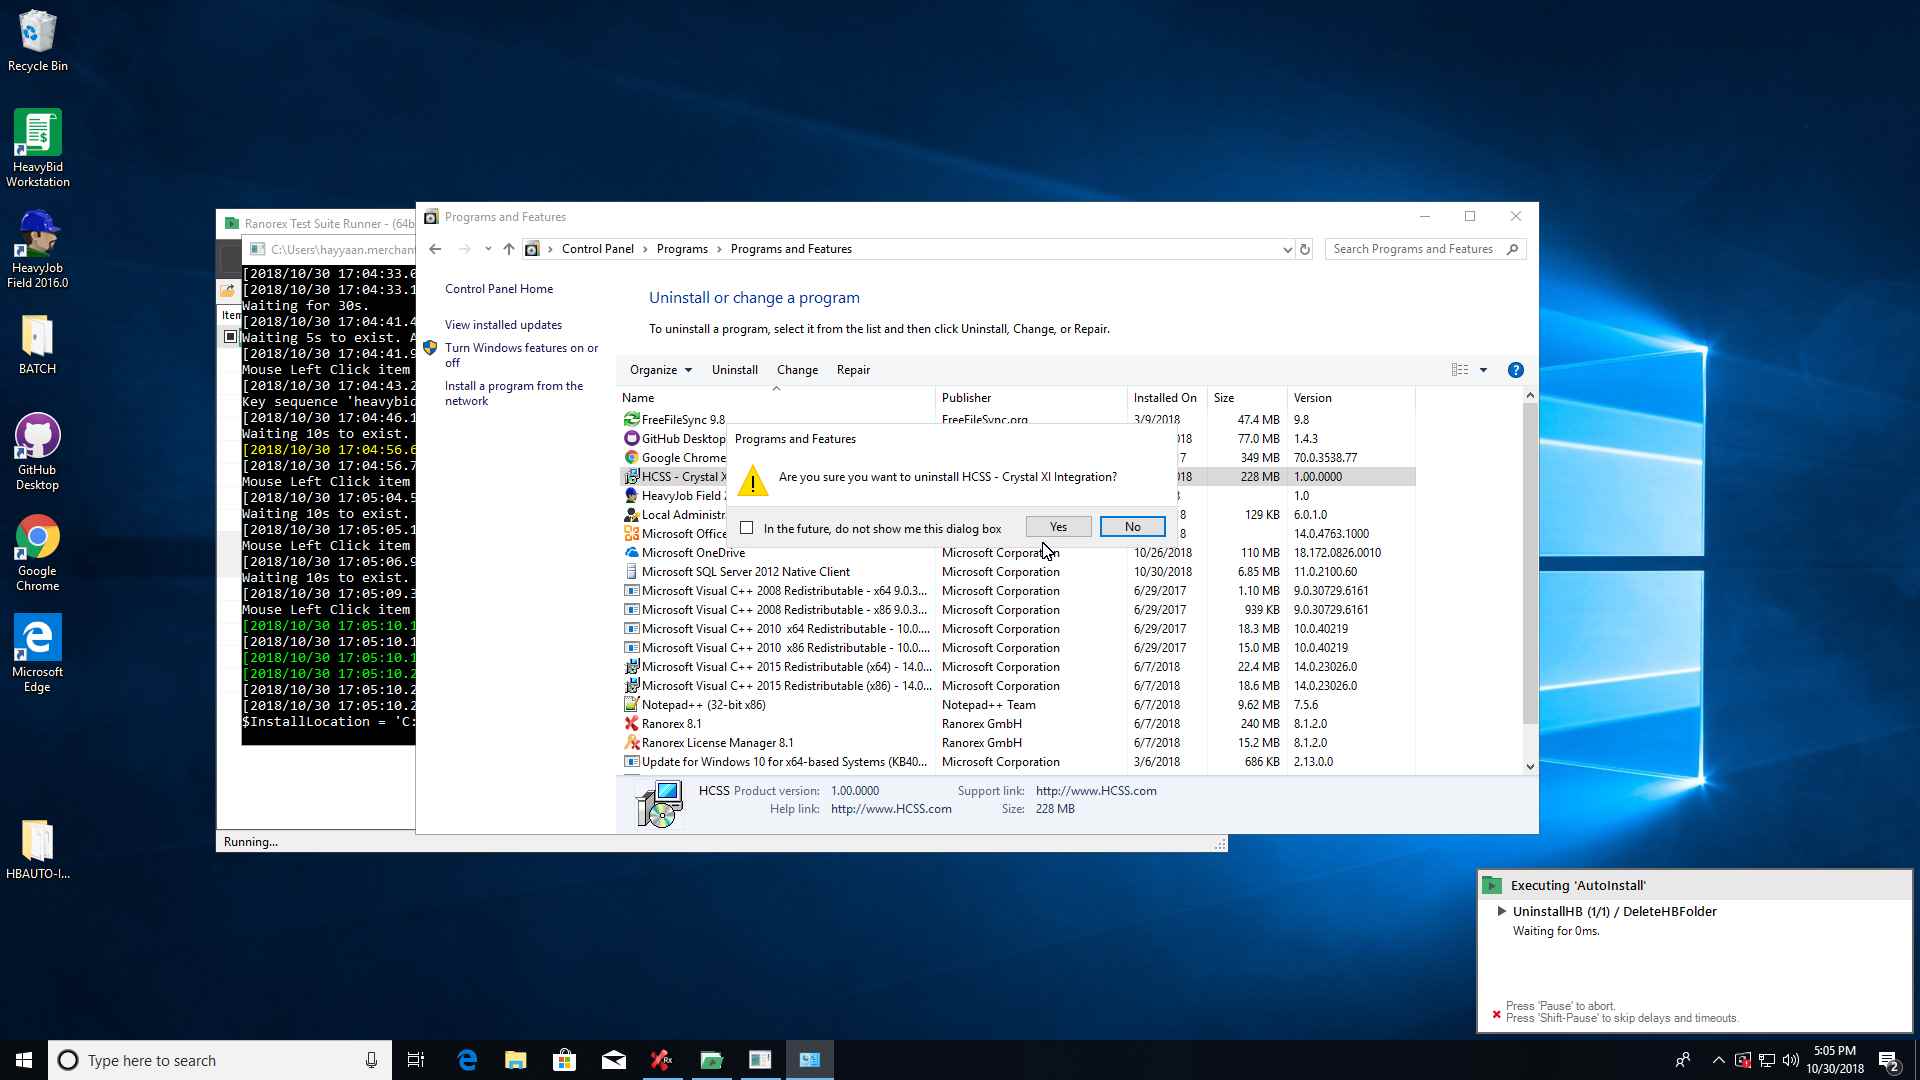 Recycle Bin
HeavyBid
Workstation
HeavyJob
Field 2016.0
BATCH
GitHub
Desktop
Google
Chrome
Microsoft
Edge
HBAUTO-I...
Ranorex Test Suite Runner - (64b
C:\Users\hayyaan.merchant
[2018/10/30 17:04:33.0
[2018/10/30 17:04:33.1
Waiting for 30s.
[2018/10/30 17:04:41.4
Waiting 5s to exist. A
[2018/10/30 17:04:41.9
Mouse Left Click item
[2018/10/30 17:04:43.2
Key sequence 'heavybid
[2018/10/30 17:04:46.1
Waiting 10s to exist.
[2018/10/30 17:04:56.6
[2018/10/30 17:04:56.7
Mouse Left Click item
[2018/10/30 17:05:04.5
Waiting 10s to exist.
[2018/10/30 17:05:05.1
Mouse Left Click item
[2018/10/30 17:05:06.9
Waiting 10s to exist.
[2018/10/30 17:05:09.3
Mouse Left Click item
[2018/10/30 17:05:10.1
[2018/10/30 17:05:10.1
[2018/10/30 17:05:10.1
[2018/10/30 17:05:10.2
[2018/10/30 17:05:10.2
[2018/10/30 17:05:10.2
$InstallLocation = 'C:
Running...
Programs and Features
Control Panel > Programs > Programs and Features
Search Programs and Features
Control Panel Home
View installed updates
Turn Windows features on or
off
Install a program from the
network
Uninstall or change a program
To uninstall a program, select it from the list and then click Uninstall, Change, or Repair.
Organize Uninstall Change Repair
Name Publisher Installed On Size Version
FreeFileSync 9.8 FreeFileSync.org 3/9/2018 47.4 MB 9.8
GitHub Desktop 018 77.0 MB 1.4.3
Google Chrome 7 349 MB 70.0.3538.77
HCSS - Crystal X 018 228 MB 1.00.0000
HeavyJob Field 1.0
Local Administr 8 129 KB 6.0.1.0
Microsoft Office 8 14.0.4763.1000
Microsoft OneDrive Microsoft Corporation 10/26/2018 110 MB 18.172.0826.0010
Microsoft SQL Server 2012 Native Client Microsoft Corporation 10/30/2018 6.85 MB 11.0.2100.60
Microsoft Visual C++ 2008 Redistributable - x64 9.0.3... Microsoft Corporation 6/29/2017 1.10 MB 9.0.30729.6161
Microsoft Visual C++ 2008 Redistributable - x86 9.0.3... Microsoft Corporation 6/29/2017 939 KB 9.0.30729.6161
Microsoft Visual C++ 2010 x64 Redistributable - 10.0.... Microsoft Corporation 6/29/2017 18.3 MB 10.0.40219
Microsoft Visual C++ 2010 x86 Redistributable - 10.0.... Microsoft Corporation 6/29/2017 15.0 MB 10.0.40219
Microsoft Visual C++ 2015 Redistributable (x64) - 14.0... Microsoft Corporation 6/7/2018 22.4 MB 14.0.23026.0
Microsoft Visual C++ 2015 Redistributable (x86) - 14.0... Microsoft Corporation 6/7/2018 18.6 MB 14.0.23026.0
Notepad++ (32-bit x86) Notepad++ Team 6/7/2018 9.62 MB 7.5.6
Ranorex 8.1 Ranorex GmbH 6/7/2018 240 MB 8.1.2.0
Ranorex License Manager 8.1 Ranorex GmbH 6/7/2018 15.2 MB 8.1.2.0
Update for Windows 10 for x64-based Systems (KB40... Microsoft Corporation 3/6/2018 686 KB 2.13.0.0
HCSS Product version: 1.00.0000 Support link: http://www.HCSS.com
Help link: http://www.HCSS.com Size: 228 MB
Programs and Features
Are you sure you want to uninstall HCSS - Crystal XI Integration?
In the future, do not show me this dialog box
Yes
No
Executing 'AutoInstall'
UninstallHB (1/1) / DeleteHBFolder
Waiting for 0ms.
Press 'Pause' to abort.
Press 'Shift-Pause' to skip delays and timeouts.
Type here to search
5:05 PM
10/30/2018
2